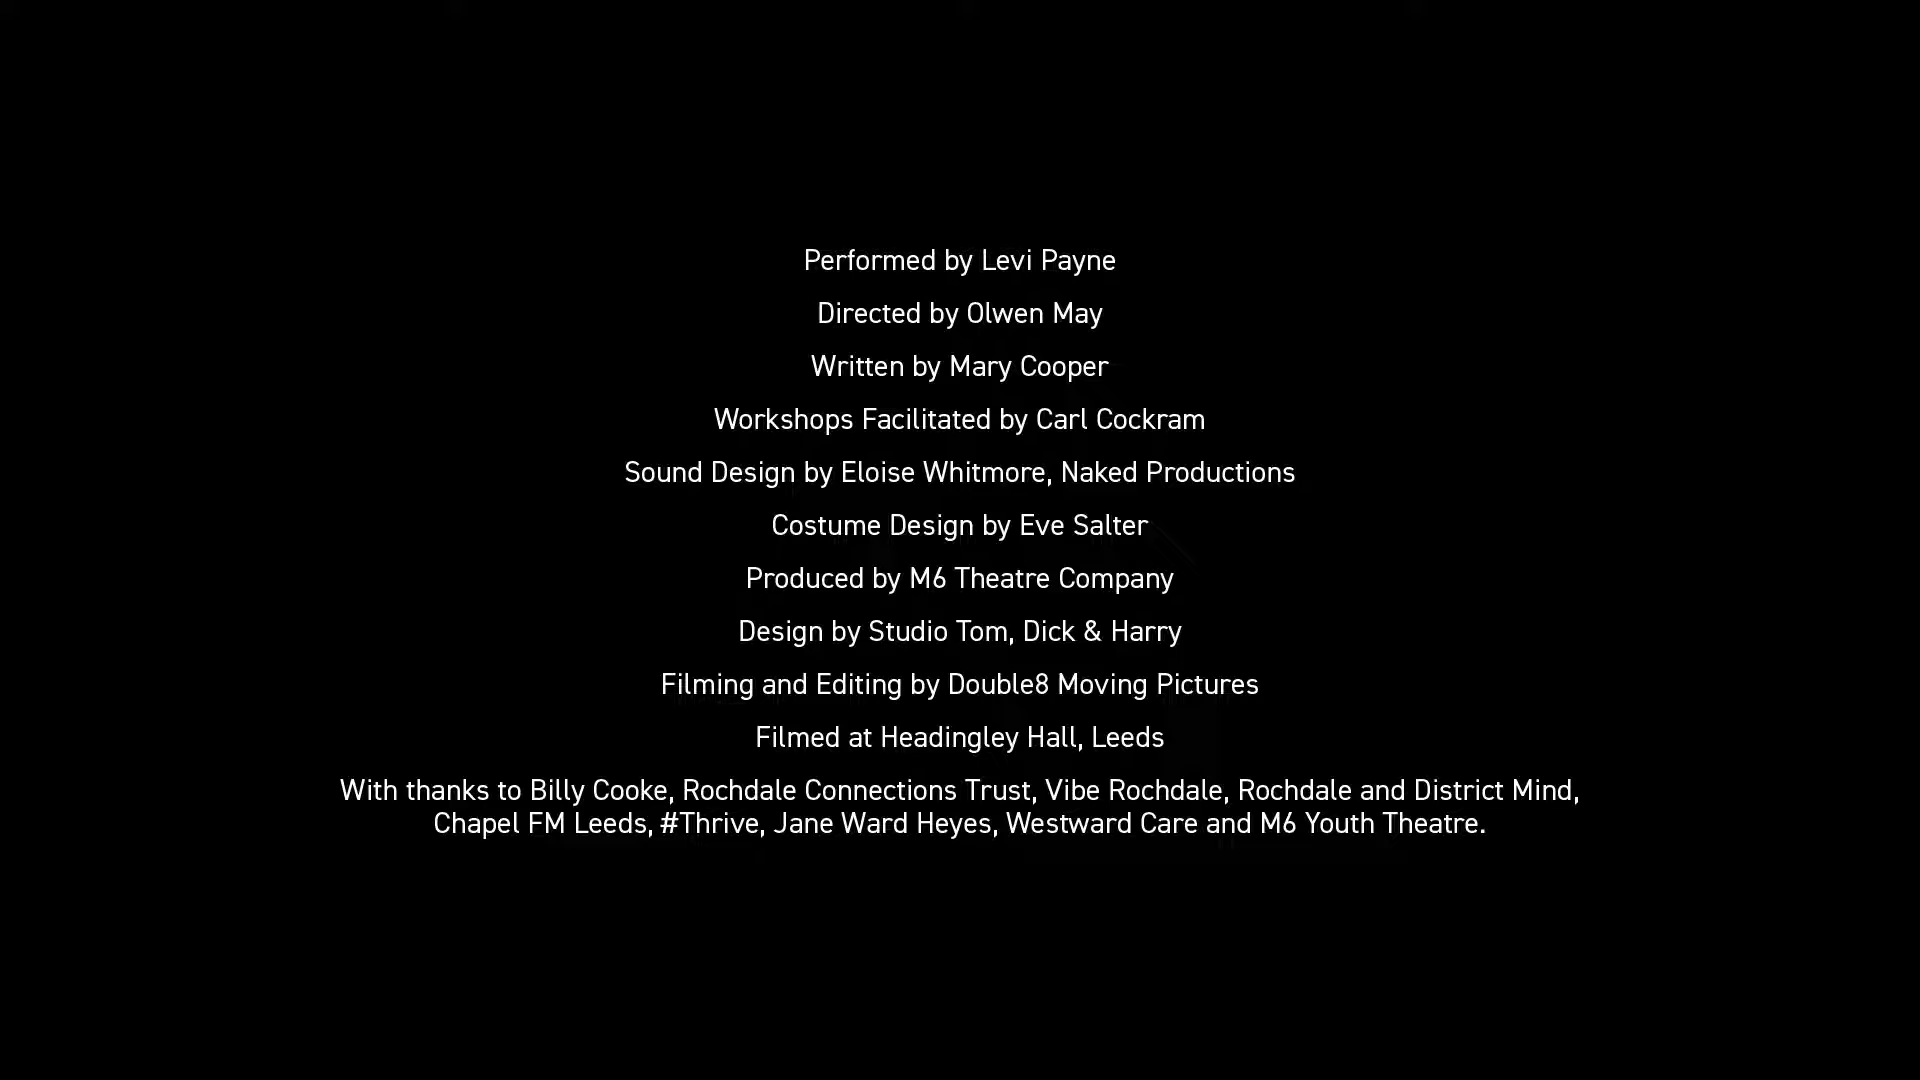 Performed by Levi Payne
Directed by Olwen May
Written by Mary Cooper
Workshops Facilitated by Carl Cockram
Sound Design by Eloise Whitmore, Naked Productions
Costume Design by Eve Salter
Produced by M6 Theatre Company
Design by Studio Tom, Dick & Harry
Filming and Editing by Double8 Moving Pictures
Filmed at Headingley Hall, Leeds
With thanks to Billy Cooke, Rochdale Connections Trust, Vibe Rochdale, Rochdale and District Mind,
Chapel FM Leeds, #Thrive, Jane Ward Heyes, Westward Care and M6 Youth Theatre.